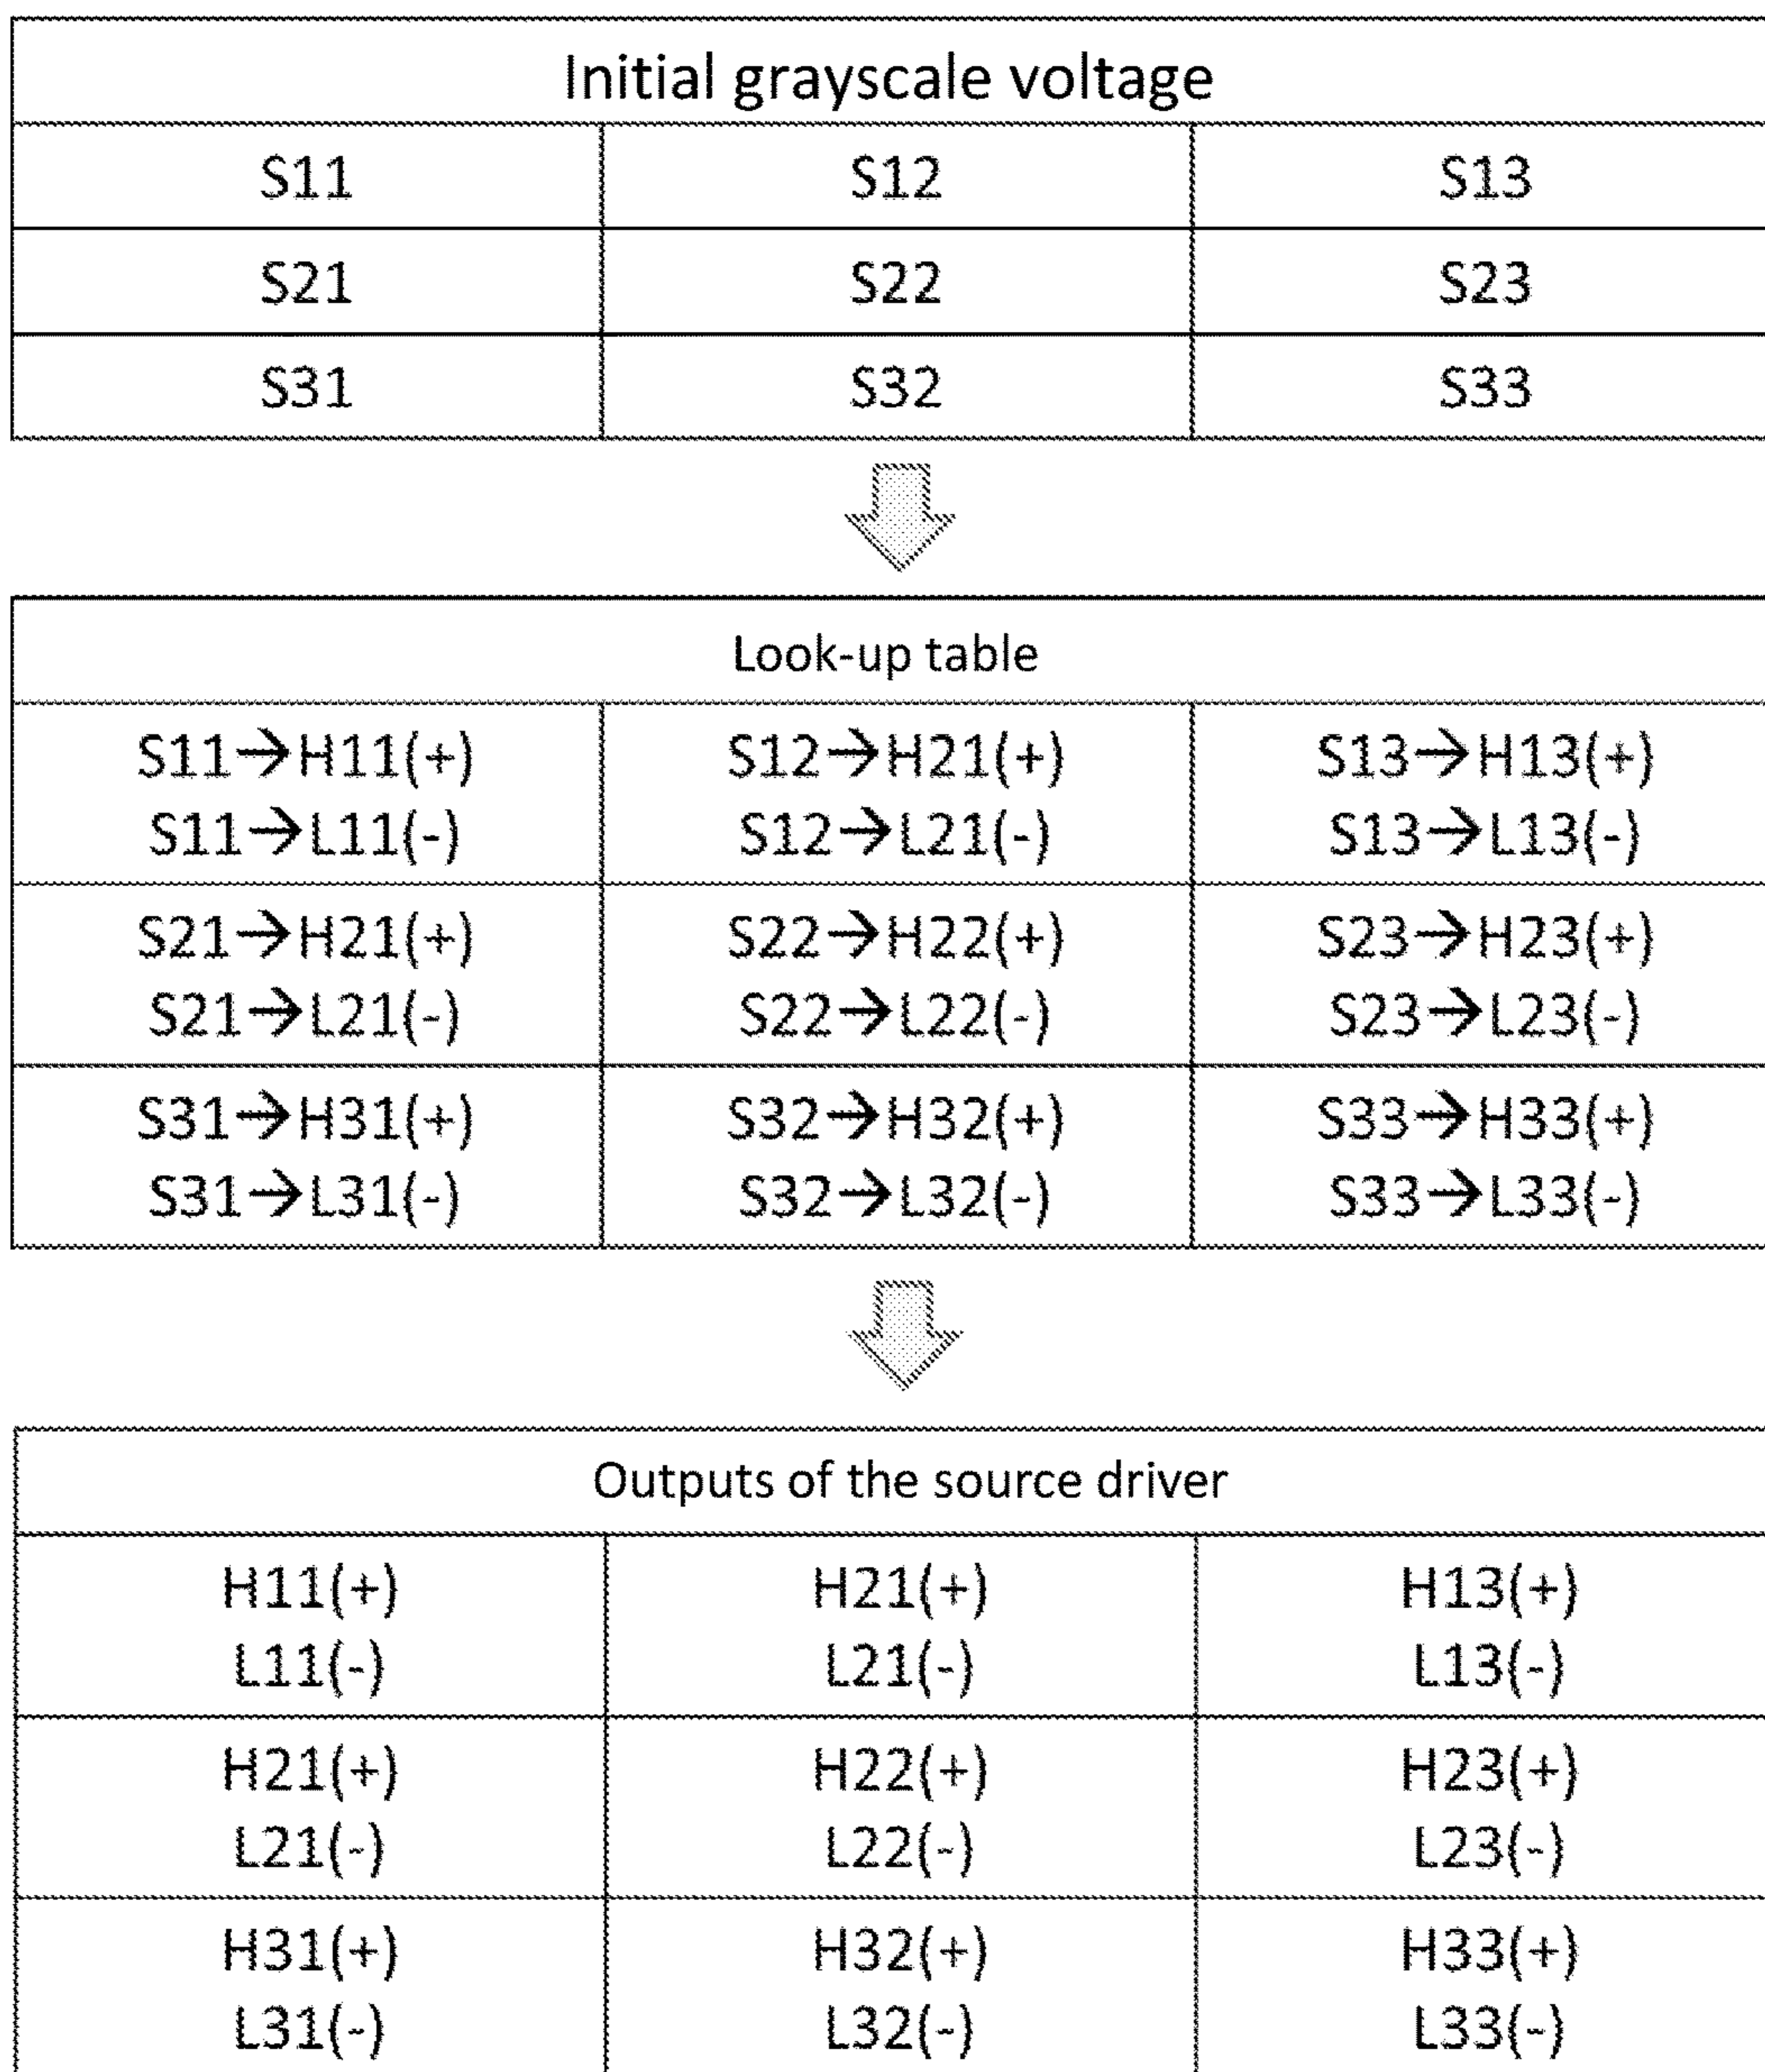 Initial grayscale voltage
S11 S12 S13
S21 S22 S23
S31 S32 S33
Look-up table
S11→H11(+) S12→H21(+) S13→H13(+)
S11→L11(-) S12→L21(-) S13→L13(-)
S21→H21(+) S22→H22(+) S23→H23(+)
S21→L21(-) S22→L22(-) S23→L23(-)
S31→H31(+) S32→H32(+) S33→H33(+)
S31→L31(-) S32→L32(-) S33→L33(-)
Outputs of the source driver
H11(+) H21(+) H13(+)
L11(-) L21(-) L13(-)
H21(+) H22(+) H23(+)
L21(-) L22(-) L23(-)
H31(+) H32(+) H33(+)
L31(-) L32(-) L33(-)